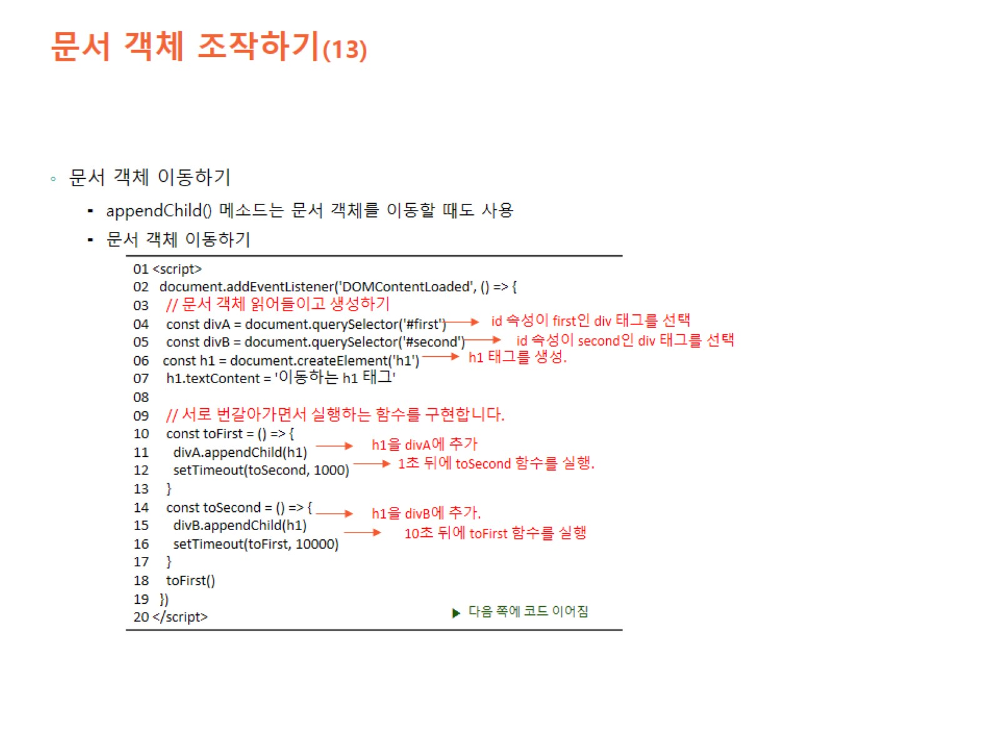 문서 객체 조작하기(13)
◦ 문서 객체 이동하기
▪ appendChild() 메소드는 문서 객체를 이동할 때도 사용
▪ 문서 객체 이동하기
01 <script>
02 document.addEventListener('DOMContentLoaded', () => {
03 // 문서 객체 읽어들이고 생성하기
04 const divA = document.querySelector('#first') → id 속성이 first인 div 태그를 선택
05 const divB = document.querySelector('#second') → id 속성이 second인 div 태그를 선택
06 const h1 = document.createElement('h1') → h1 태그를 생성.
07 h1.textContent = '이동하는 h1 태그'
08
09 // 서로 번갈아가면서 실행하는 함수를 구현합니다.
10 const toFirst = () => {
11 divA.appendChild(h1) → h1을 divA에 추가
12 setTimeout(toSecond, 1000) → 1초 뒤에 toSecond 함수를 실행.
13 }
14 const toSecond = () => { → h1을 divB에 추가.
15 divB.appendChild(h1) → 10초 뒤에 toFirst 함수를 실행
16 setTimeout(toFirst, 10000)
17 }
18 toFirst()
19 })
20 </script>
▶ 다음 쪽에 코드 이어짐